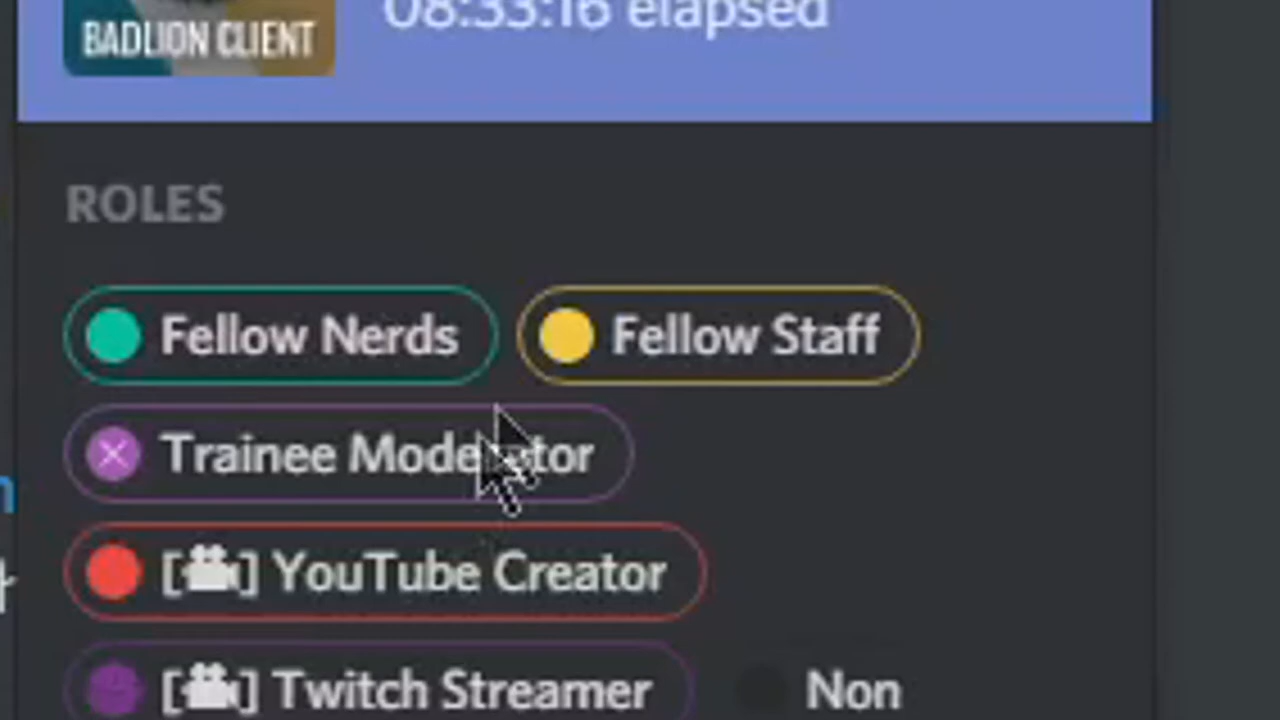 08:33:16 elapsed
BADLION CLIENT
ROLES
Fellow Nerds Fellow Staff
Trainee Moderator
[🎥] YouTube Creator
[🎥] Twitch Streamer Non